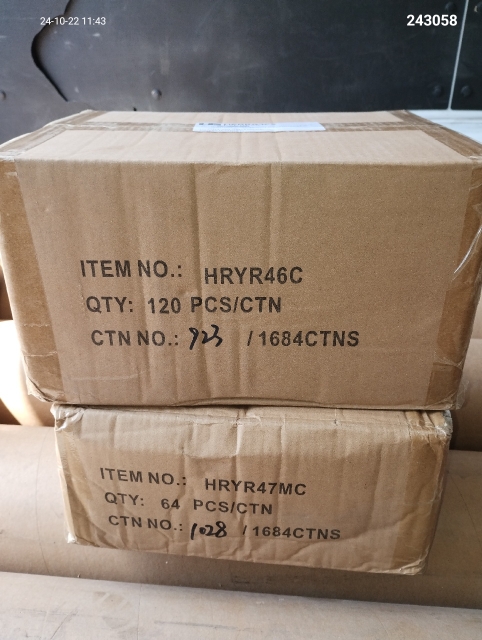 24-10-22 11:43
243058
ITEM NO.: HRYR46C
QTY: 120 PCS/CTN
CTN NO.: 923 / 1684CTNS
ITEM NO.: HRYR47MC
QTY: 64 PCS/CTN
CTN NO.: 1028 / 1684CTNS